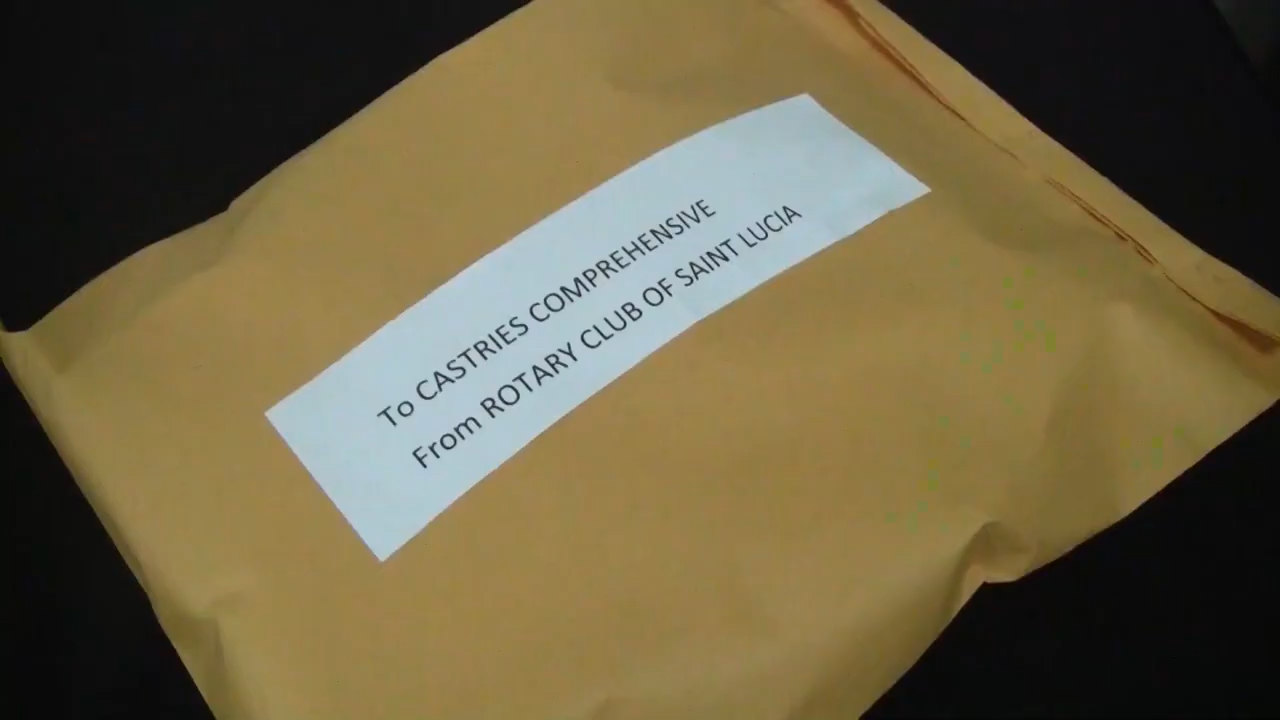 To CASTRIES COMPREHENSIVE
From ROTARY CLUB OF SAINT LUCIA